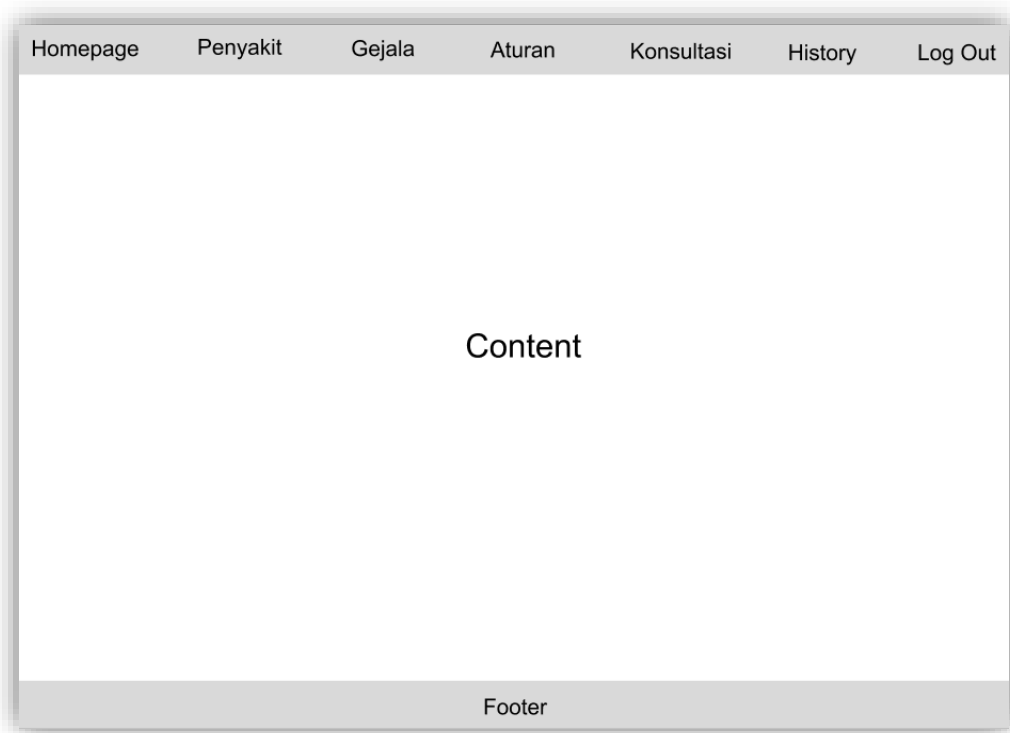 Homepage Penyakit Gejala Aturan Konsultasi History Log Out
Content
Footer